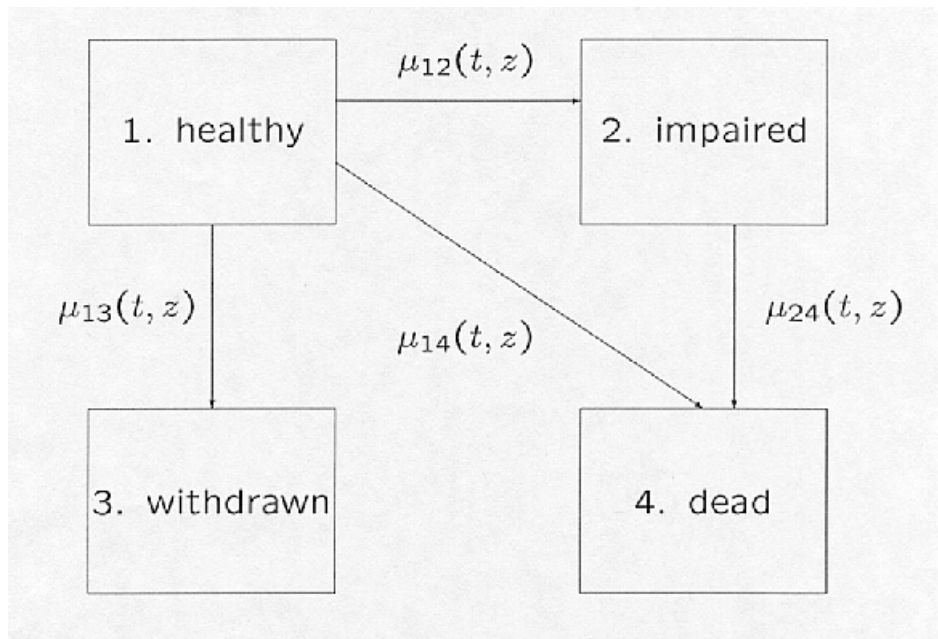 μ₁₂(t, z)
1. healthy
2. impaired
μ₁₃(t, z)
μ₁₄(t, z)
μ₂₄(t, z)
3. withdrawn
4. dead